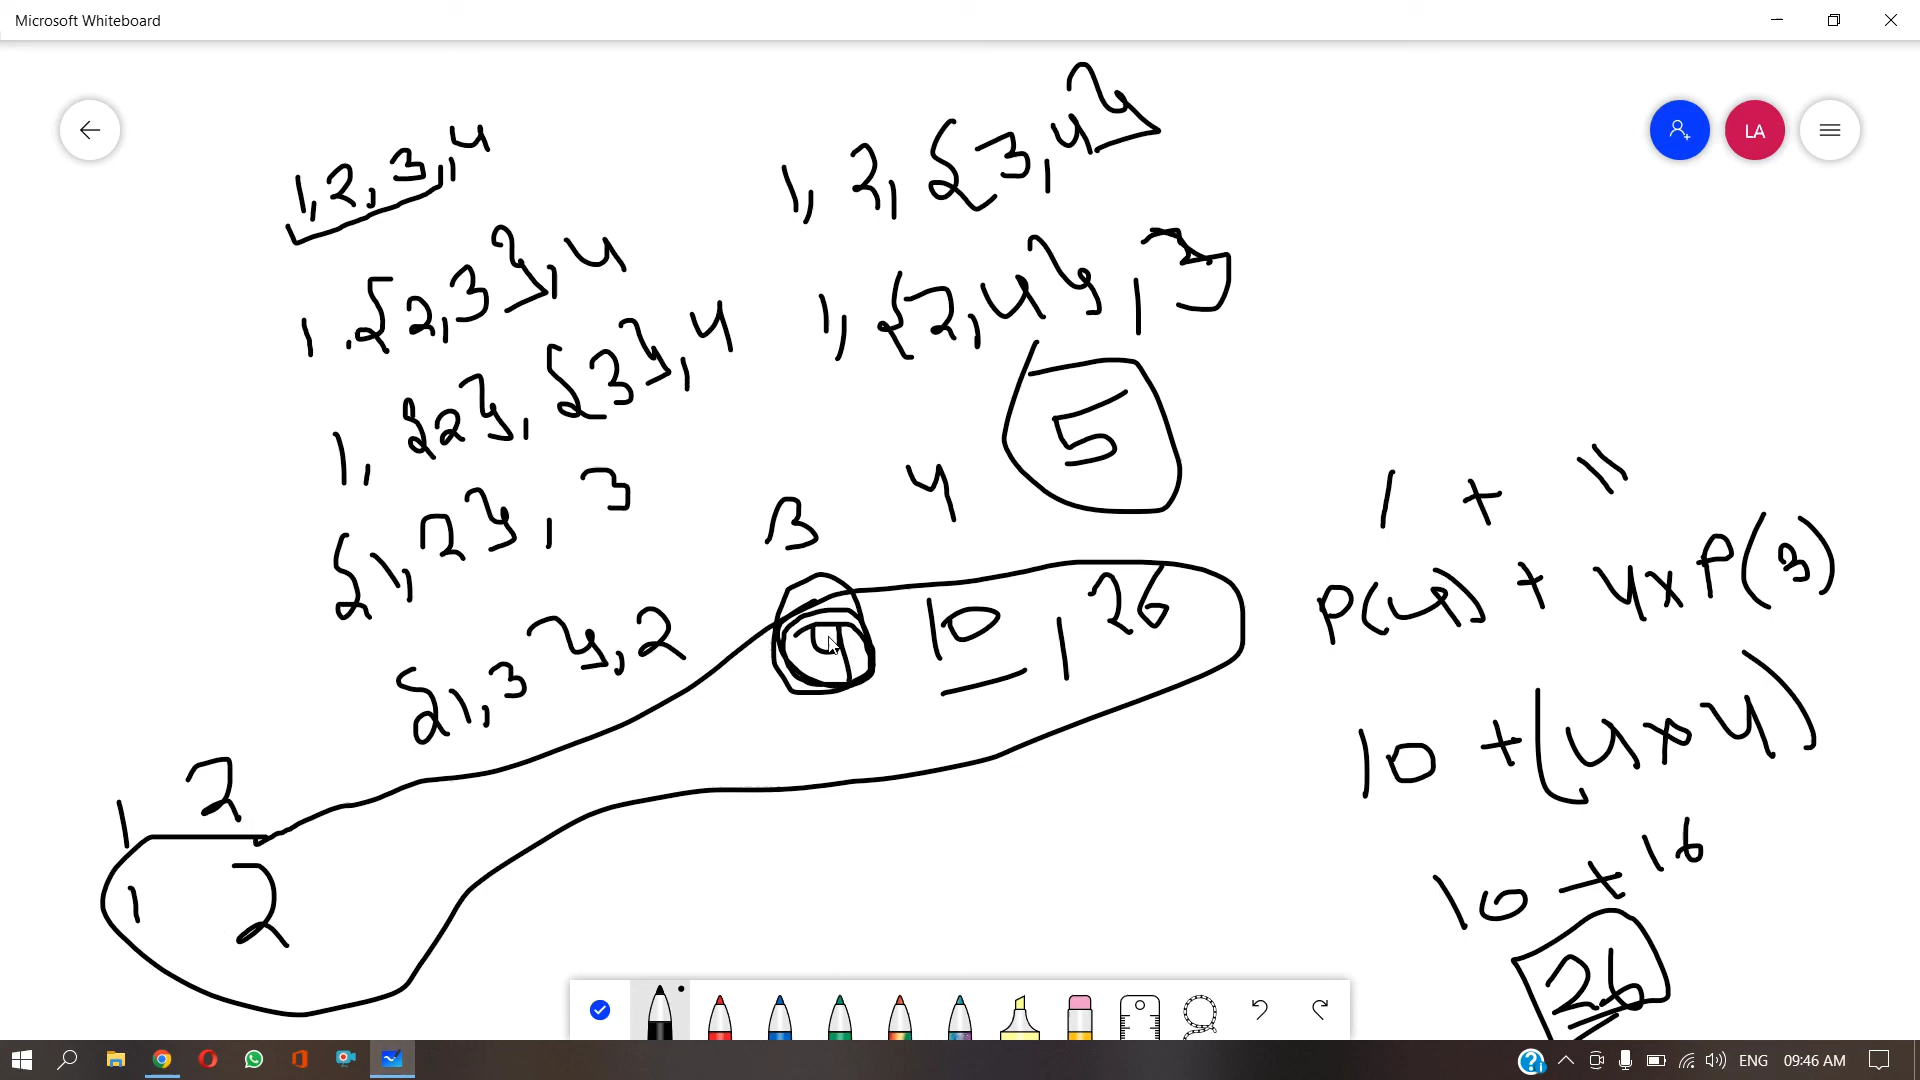 Microsoft Whiteboard
LA
1, 2, 3, 4
1, {2,3}, 4
1, {2}, {3}, 4
{1, 2}, 3
{1, 3}, 2
1, 2, {3,4}
1, {2,4}, 3
5
1 2 3 4
1 2 4 10, 26
1 + 11
P(4) + 4 x P(3)
10 + (4 x 4)
10 + 16
26
ENG 09:46 AM